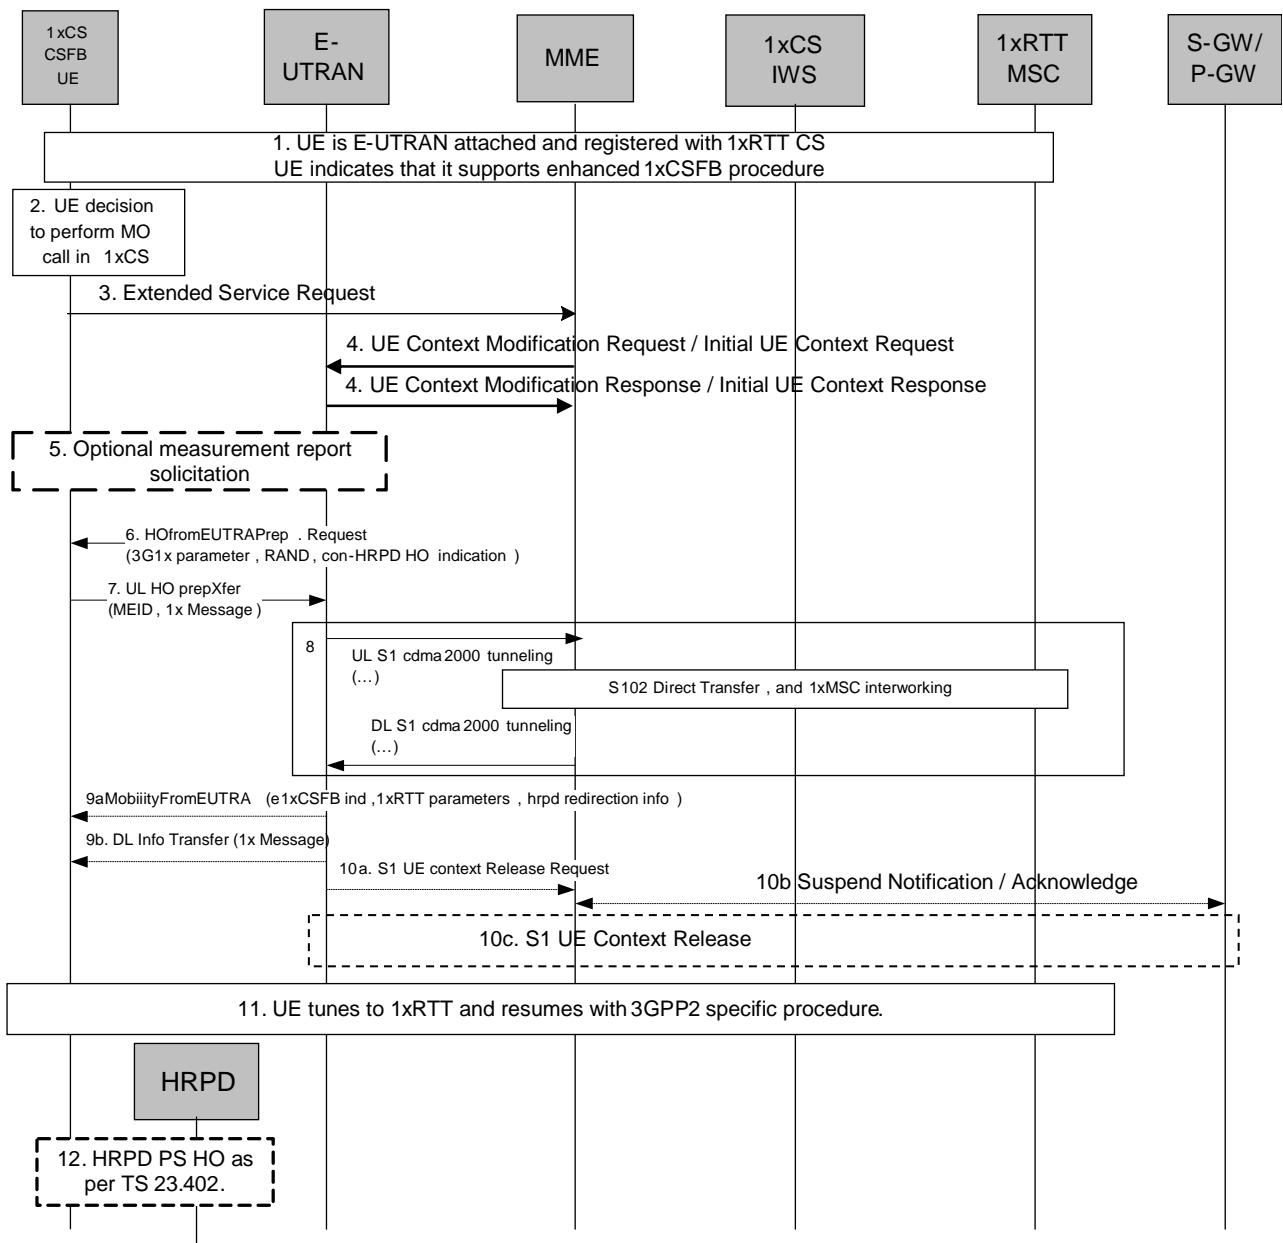 1xCS
CSFB
UE
E-
UTRAN
MME
1xCS
IWS
1xRTT
MSC
S-GW/
P-GW
1. UE is E-UTRAN attached and registered with 1xRTT CS
UE indicates that it supports enhanced 1xCSFB procedure
2. UE decision
to perform MO
call in 1xCS
3. Extended Service Request
4. UE Context Modification Request / Initial UE Context Request
4. UE Context Modification Response / Initial UE Context Response
5. Optional measurement report
solicitation
6. HOfromEUTRAPrep . Request
(3G1x parameter , RAND , con-HRPD HO indication )
7. UL HO prepXfer
(MEID , 1x Message )
8
UL S1 cdma 2000 tunneling
(...)
S102 Direct Transfer , and 1xMSC interworking
DL S1 cdma 2000 tunneling
(...)
9aMobiiityFromEUTRA (e1xCSFB ind ,1xRTT parameters , hrpd redirection info )
9b. DL Info Transfer (1x Message)
10a. S1 UE context Release Request
10b Suspend Notification / Acknowledge
10c. S1 UE Context Release
11. UE tunes to 1xRTT and resumes with 3GPP2 specific procedure.
HRPD
12. HRPD PS HO as
per TS 23.402.